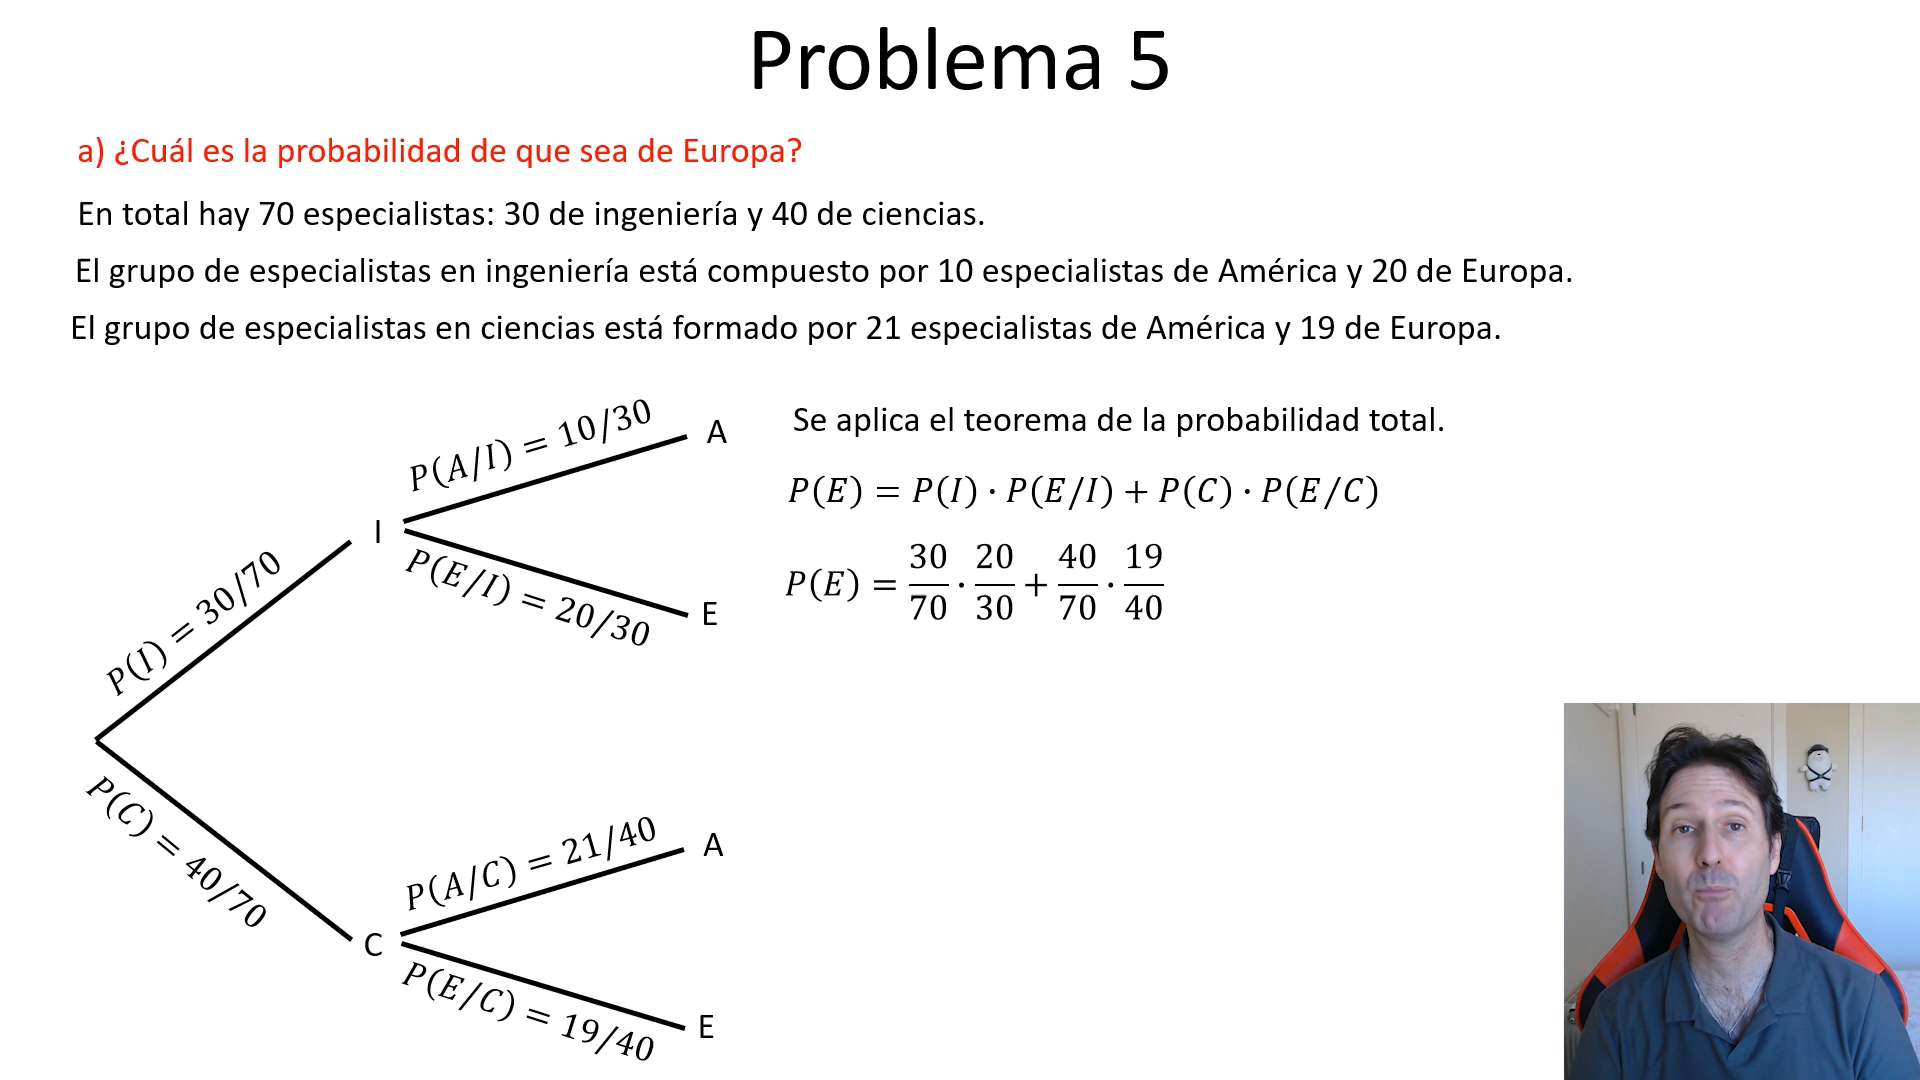 Problema 5
a) ¿Cuál es la probabilidad de que sea de Europa?
En total hay 70 especialistas: 30 de ingeniería y 40 de ciencias.
El grupo de especialistas en ingeniería está compuesto por 10 especialistas de América y 20 de Europa.
El grupo de especialistas en ciencias está formado por 21 especialistas de América y 19 de Europa.
P(I) = 30/70
I
P(A/I) = 10/30
A
P(E/I) = 20/30
E
P(C) = 40/70
C
P(A/C) = 21/40
A
P(E/C) = 19/40
E
Se aplica el teorema de la probabilidad total.
P(E) = P(I) · P(E/I) + P(C) · P(E/C)
P(E) = 30/70 · 20/30 + 40/70 · 19/40